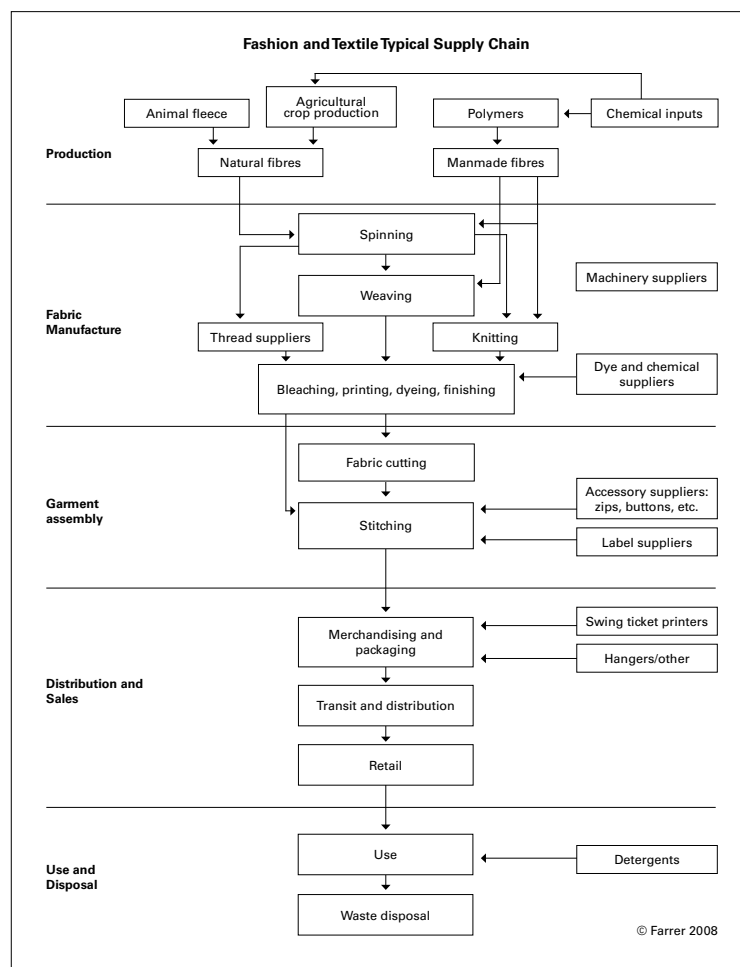 Fashion and Textile Typical Supply Chain
Animal fleece
Agricultural
crop production
Polymers
Chemical inputs
Production
Natural fibres
Manmade fibres
Spinning
Machinery suppliers
Weaving
Fabric
Manufacture
Thread suppliers
Knitting
Bleaching, printing, dyeing, finishing
Dye and chemical
suppliers
Fabric cutting
Garment
assembly
Accessory suppliers:
zips, buttons, etc.
Stitching
Label suppliers
Merchandising and
packaging
Swing ticket printers
Hangers/other
Distribution and
Sales
Transit and distribution
Retail
Use and
Disposal
Use
Detergents
Waste disposal
© Farrer 2008